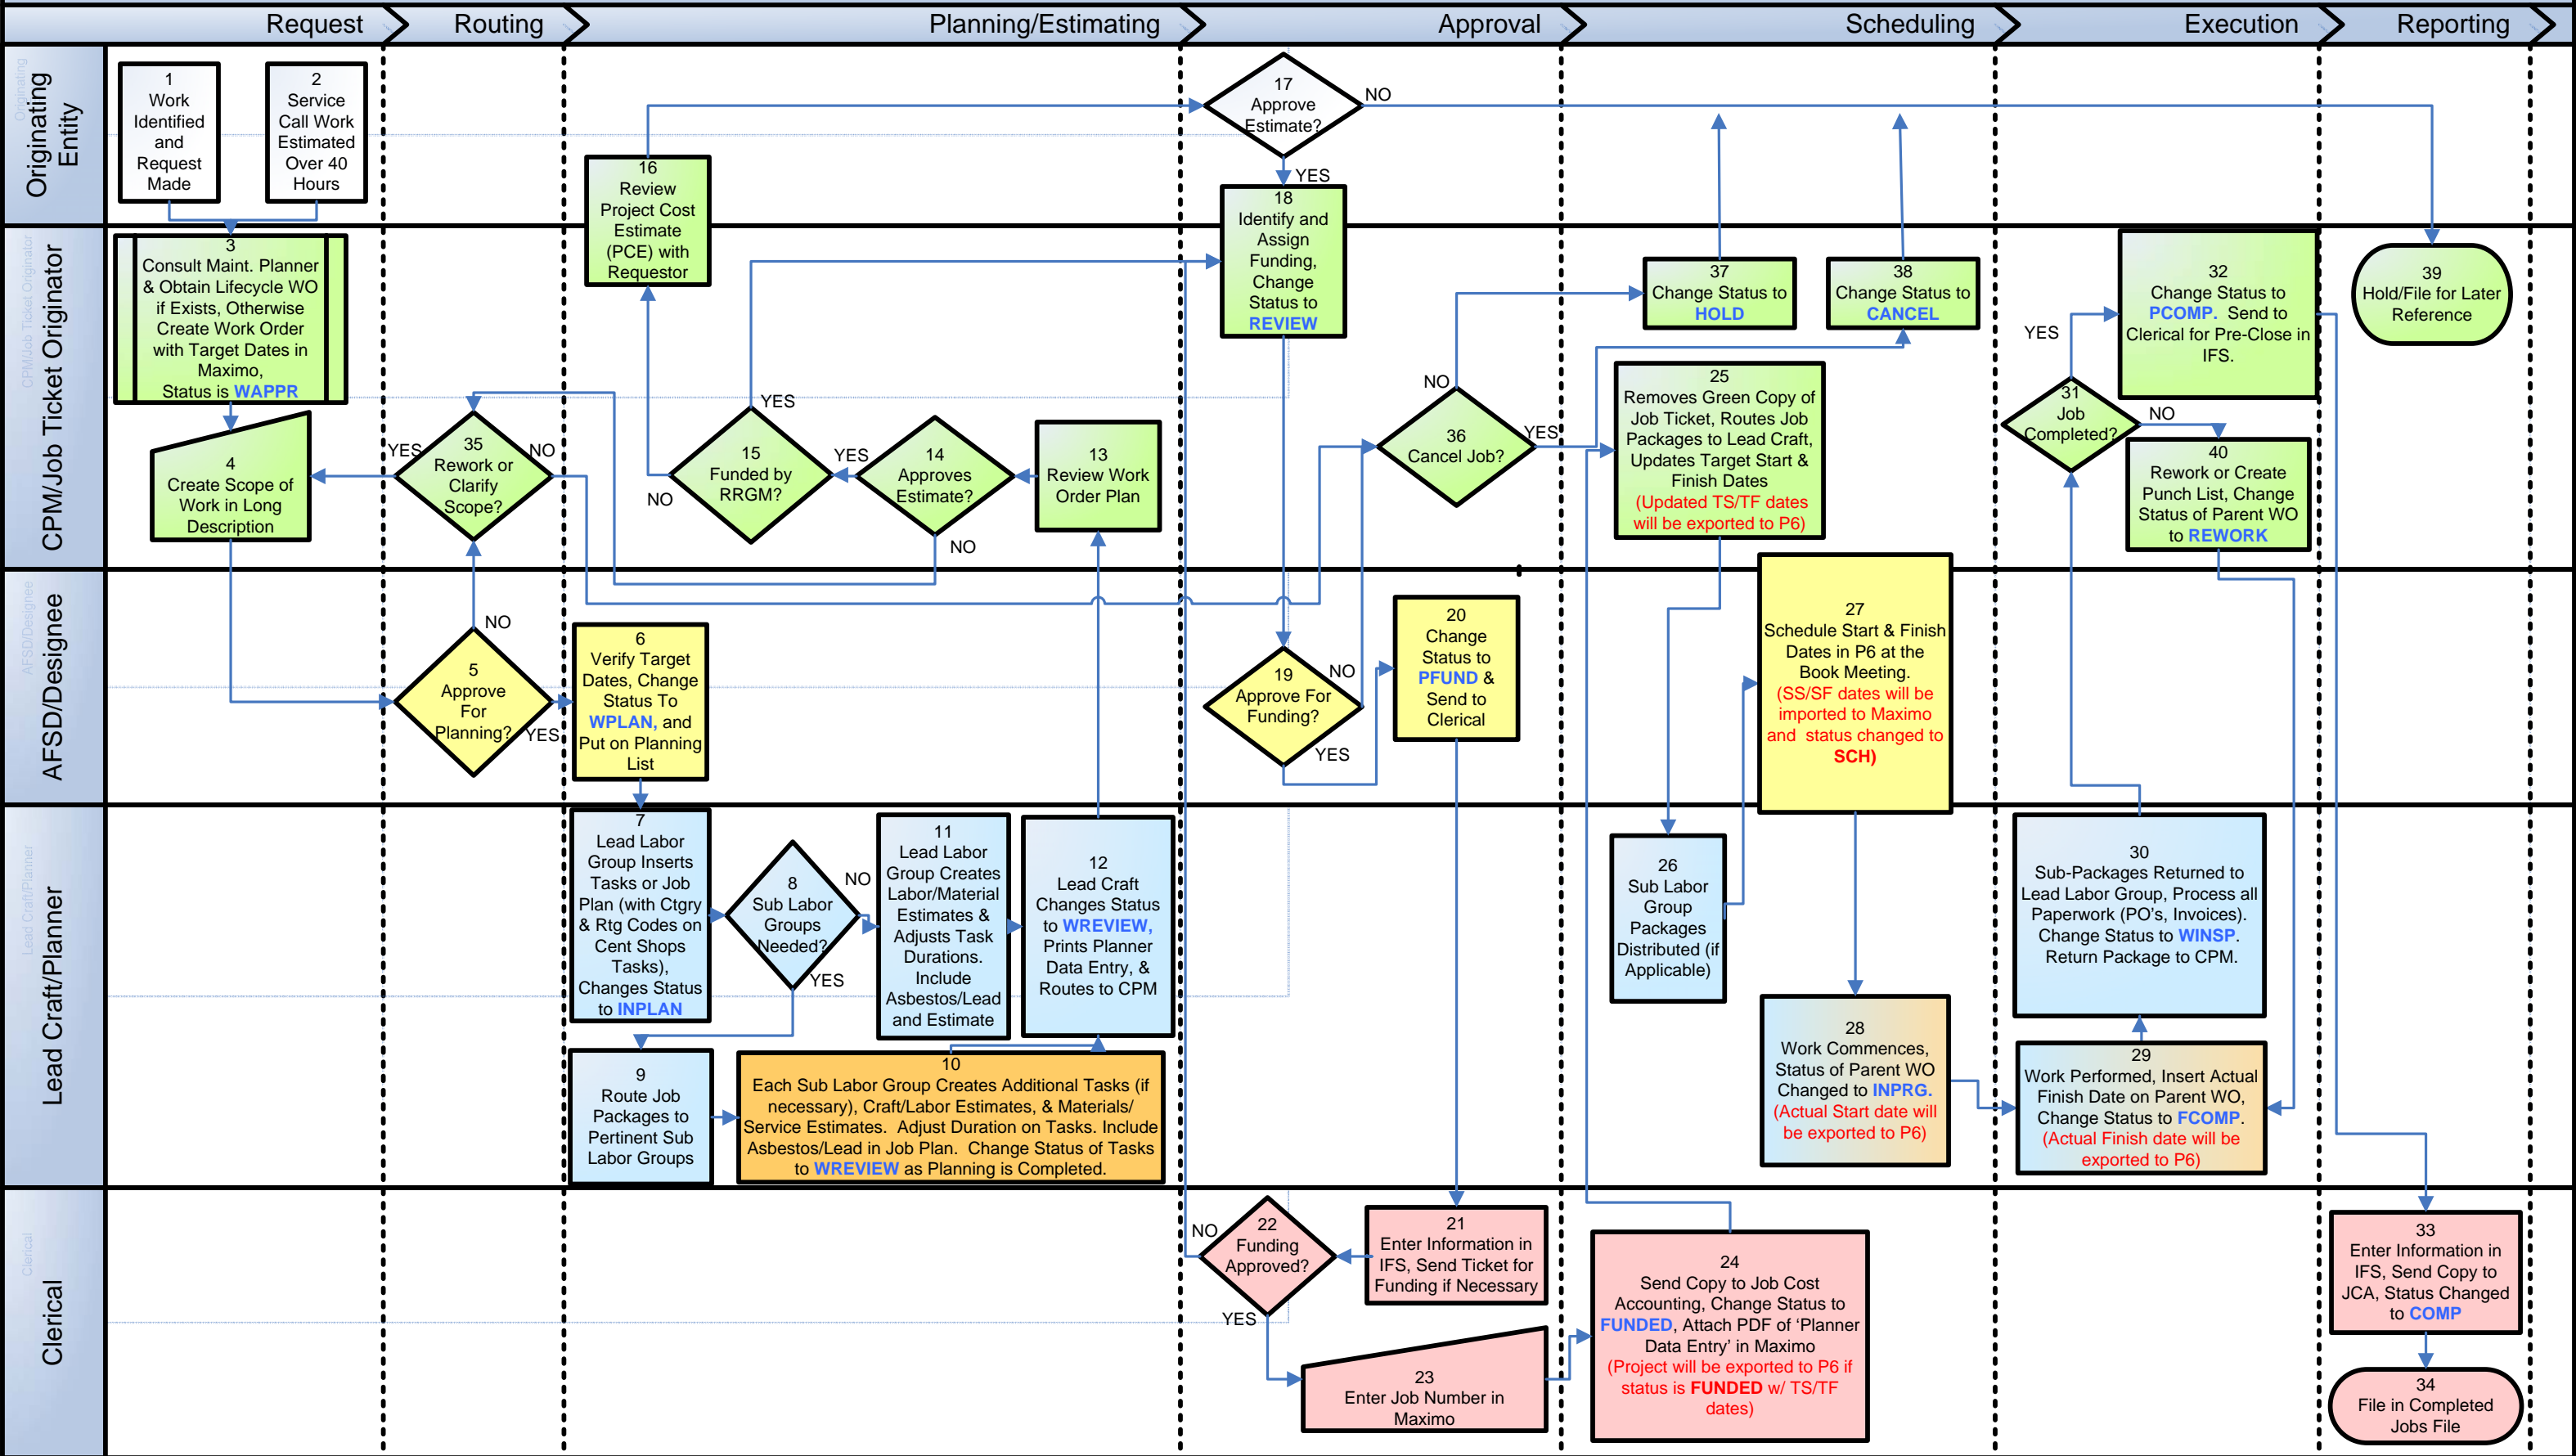 Request
Routing
Planning/Estimating
Approval
Scheduling
Execution
Reporting
Originating
Entity
Originating
1
Work
Identified
and
Request
Made
2
Service
Call Work
Estimated
Over 40
Hours
16
Review
Project Cost
Estimate
(PCE) with
Requestor
17
Approve
Estimate?
NO
YES
18
Identify and
Assign
Funding,
Change
Status to
REVIEW
CPM/Job Ticket Originator
CPM/Job Ticket Originator
3
Consult Maint. Planner
& Obtain Lifecycle WO
if Exists, Otherwise
Create Work Order
with Target Dates in
Maximo,
Status is WAPPR
4
Create Scope of
Work in Long
Description
YES
35
Rework or
Clarify
Scope?
NO
YES
15
Funded by
RRGM?
NO
YES
14
Approves
Estimate?
NO
13
Review Work
Order Plan
NO
36
Cancel Job?
YES
37
Change Status to
HOLD
38
Change Status to
CANCEL
25
Removes Green Copy of
Job Ticket, Routes Job
Packages to Lead Craft,
Updates Target Start &
Finish Dates
(Updated TS/TF dates
will be exported to P6)
32
Change Status to
PCOMP. Send to
Clerical for Pre-Close in
IFS.
YES
31
Job
Completed?
NO
40
Rework or Create
Punch List, Change
Status of Parent WO
to REWORK
39
Hold/File for Later
Reference
AFSD/Designee
AFSD/Designee
NO
5
Approve
For
Planning?
YES
6
Verify Target
Dates, Change
Status To
WPLAN, and
Put on Planning
List
19
Approve For
Funding?
NO
YES
20
Change
Status to
PFUND &
Send to
Clerical
27
Schedule Start & Finish
Dates in P6 at the
Book Meeting.
(SS/SF dates will be
imported to Maximo
and status changed to
SCH)
Lead Craft/Planner
Lead Craft/Planner
7
Lead Labor
Group Inserts
Tasks or Job
Plan (with Ctgry
& Rtg Codes on
Cent Shops
Tasks),
Changes Status
to INPLAN
8
Sub Labor
Groups
Needed?
NO
YES
11
Lead Labor
Group Creates
Labor/Material
Estimates &
Adjusts Task
Durations.
Include
Asbestos/Lead
and Estimate
12
Lead Craft
Changes Status
to WREVIEW,
Prints Planner
Data Entry, &
Routes to CPM
9
Route Job
Packages to
Pertinent Sub
Labor Groups
10
Each Sub Labor Group Creates Additional Tasks (if
necessary), Craft/Labor Estimates, & Materials/
Service Estimates. Adjust Duration on Tasks. Include
Asbestos/Lead in Job Plan. Change Status of Tasks
to WREVIEW as Planning is Completed.
26
Sub Labor
Group
Packages
Distributed (if
Applicable)
28
Work Commences,
Status of Parent WO
Changed to INPRG.
(Actual Start date will
be exported to P6)
30
Sub-Packages Returned to
Lead Labor Group, Process all
Paperwork (PO's, Invoices).
Change Status to WINSP.
Return Package to CPM.
29
Work Performed, Insert Actual
Finish Date on Parent WO,
Change Status to FCOMP.
(Actual Finish date will be
exported to P6)
Clerical
Clerical
NO
22
Funding
Approved?
YES
21
Enter Information in
IFS, Send Ticket for
Funding if Necessary
23
Enter Job Number in
Maximo
24
Send Copy to Job Cost
Accounting, Change Status to
FUNDED, Attach PDF of ‘Planner
Data Entry’ in Maximo
(Project will be exported to P6 if
status is FUNDED w/ TS/TF
dates)
33
Enter Information in
IFS, Send Copy to
JCA, Status Changed
to COMP
34
File in Completed
Jobs File